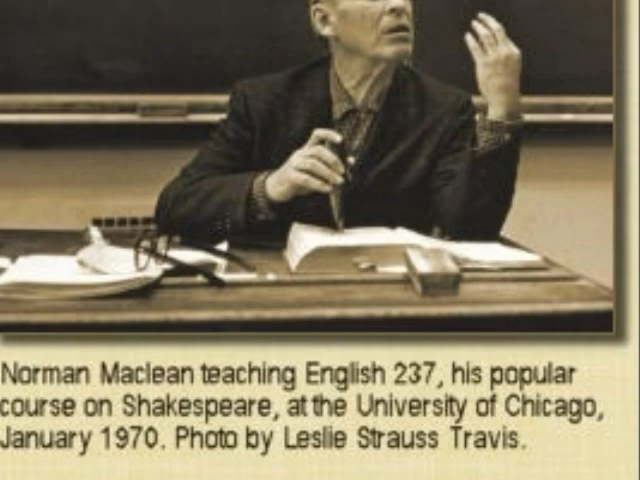 Norman Maclean teaching English 237, his popular
course on Shakespeare, at the University of Chicago,
January 1970. Photo by Leslie Strauss Travis.